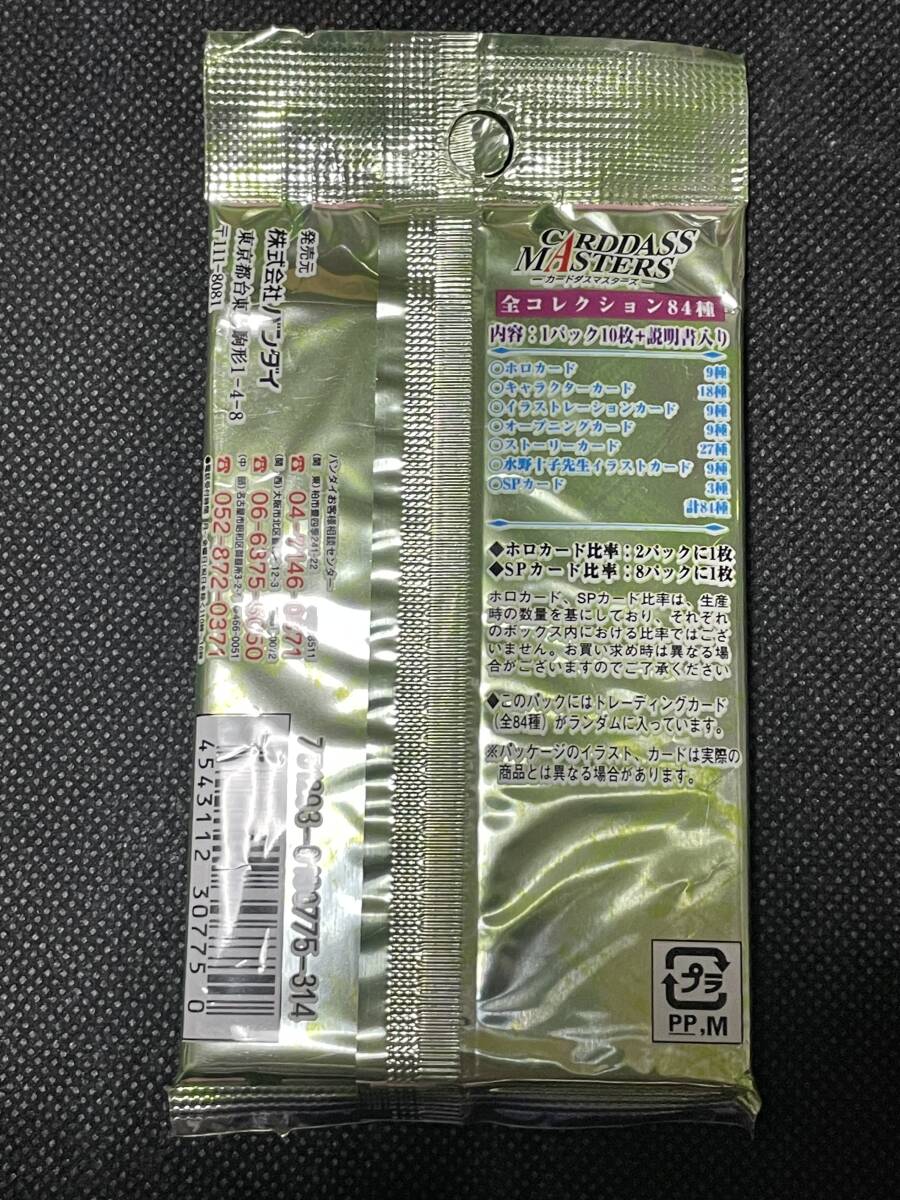 CARDDASS
MASTERS
カードダスマスターズ
全コレクション84種
内容：1パック10枚+説明書入り
◎ホロカード 9種
◎キャラクターカード 18種
◎イラストレーションカード 9種
◎オープニングカード 9種
◎ストーリーカード 27種
◎水野十子先生イラストカード 9種
◎SPカード 3種
計84種
◆ホロカード比率：2パックに1枚
◆SPカード比率：8パックに1枚
ホロカード、SPカード比率は、生産
時の数量を基にしており、それぞれ
のボックス内における比率ではござ
いません。お買い求め時は異なる場
合がございますのでご了承ください
◆このパックにはトレーディングカード
（全84種）がランダムに入っています。
※パッケージのイラスト、カードは実際の
商品とは異なる場合があります。
プラ
PP,M
発売元
株式会社バンダイ
東京都台東 駒形1-4-8
〒111-8081
バンダイお客様相談センター
052-872-0371
4543112 30775 0